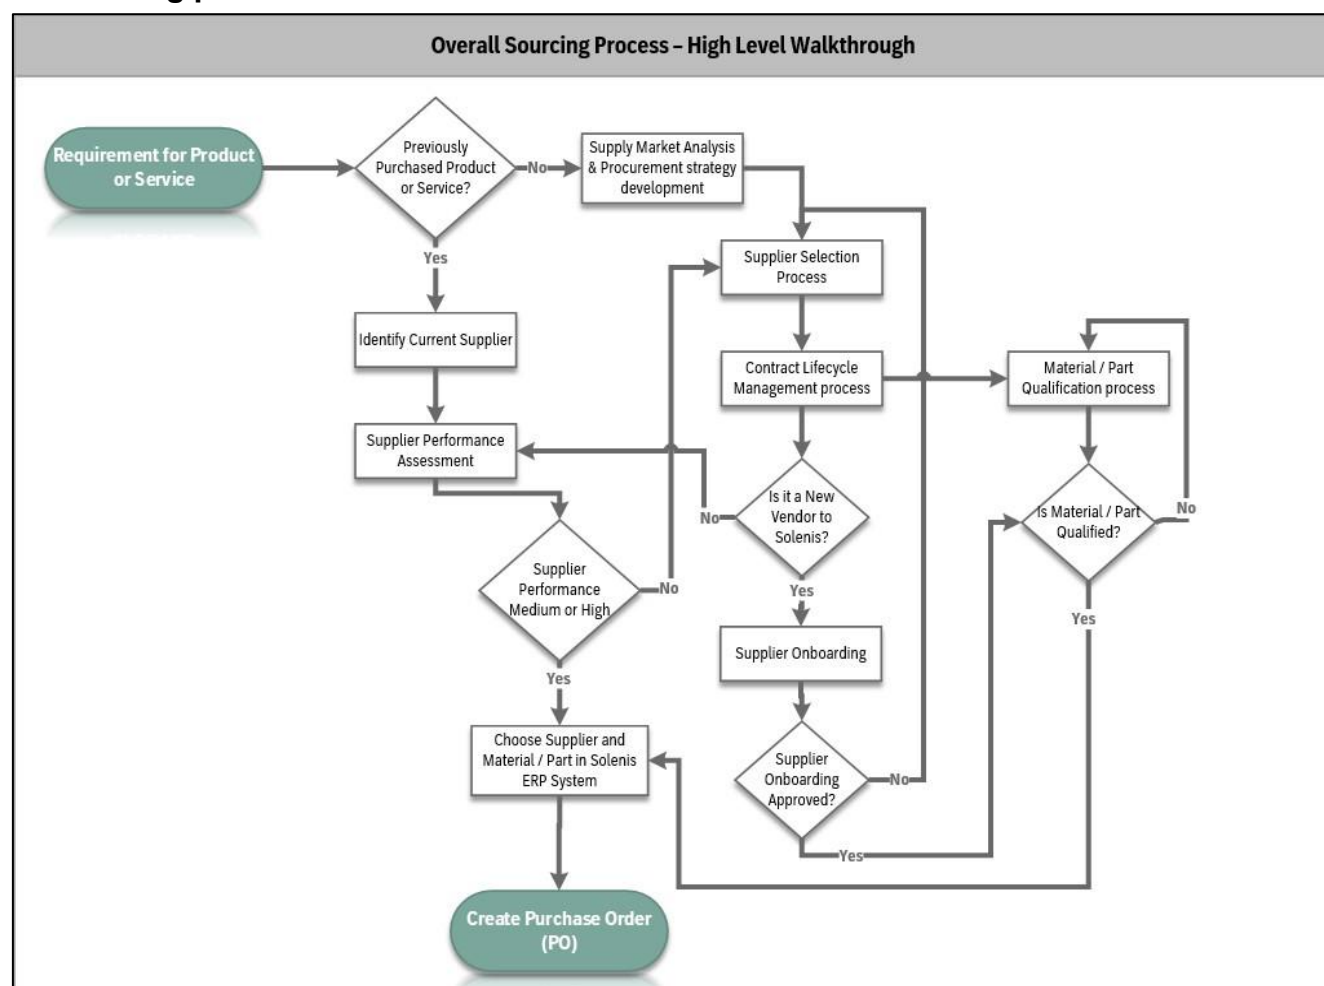 Overall Sourcing Process – High Level Walkthrough
Requirement for Product
or Service
Previously
Purchased Product
or Service?
No
Supply Market Analysis
& Procurement strategy
development
Yes
Supplier Selection
Process
Identify Current Supplier
Contract Lifecycle
Management process
Material / Part
Qualification process
Supplier Performance
Assessment
Is it a New
Vendor to
Solenis?
No
Is Material / Part
Qualified?
No
Supplier
Performance
Medium or High
No
Yes
Yes
Supplier Onboarding
Yes
Choose Supplier and
Material / Part in Solenis
ERP System
Supplier
Onboarding
Approved?
No
Yes
Create Purchase Order
(PO)